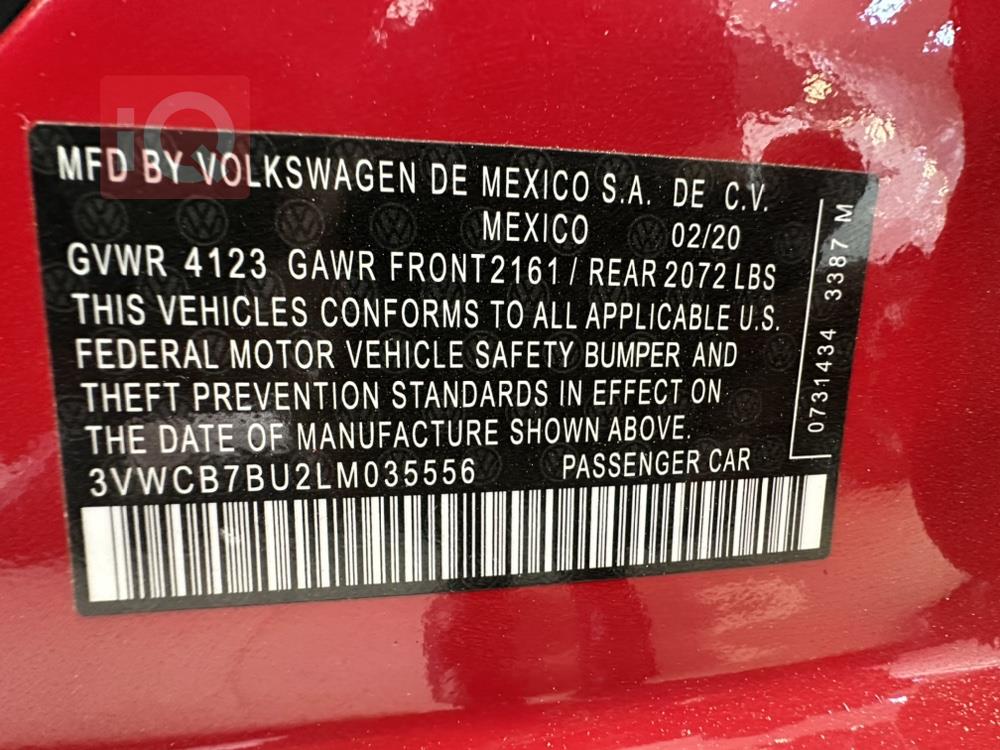 iQ
MFD BY VOLKSWAGEN DE MEXICO S.A. DE C.V.
MEXICO 02/20
GVWR 4123 GAWR FRONT2161 / REAR 2072 LBS
THIS VEHICLES CONFORMS TO ALL APPLICABLE U.S.
FEDERAL MOTOR VEHICLE SAFETY BUMPER AND
THEFT PREVENTION STANDARDS IN EFFECT ON
THE DATE OF MANUFACTURE SHOWN ABOVE.
3VWCB7BU2LM035556 PASSENGER CAR
0731434 3387 M